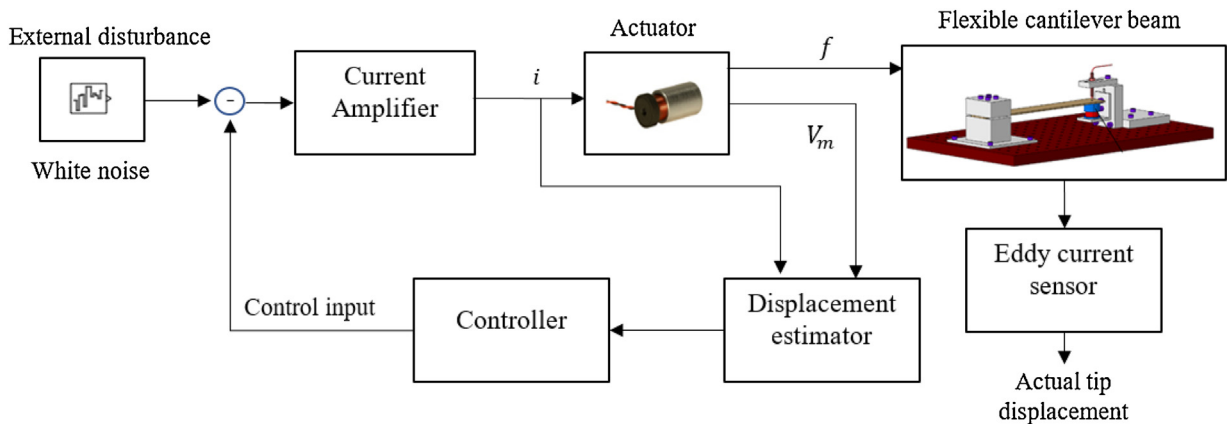 External disturbance
White noise
-
Current
Amplifier
i
Actuator
f
V_m
Flexible cantilever beam
Eddy current
sensor
Actual tip
displacement
Displacement
estimator
Controller
Control input